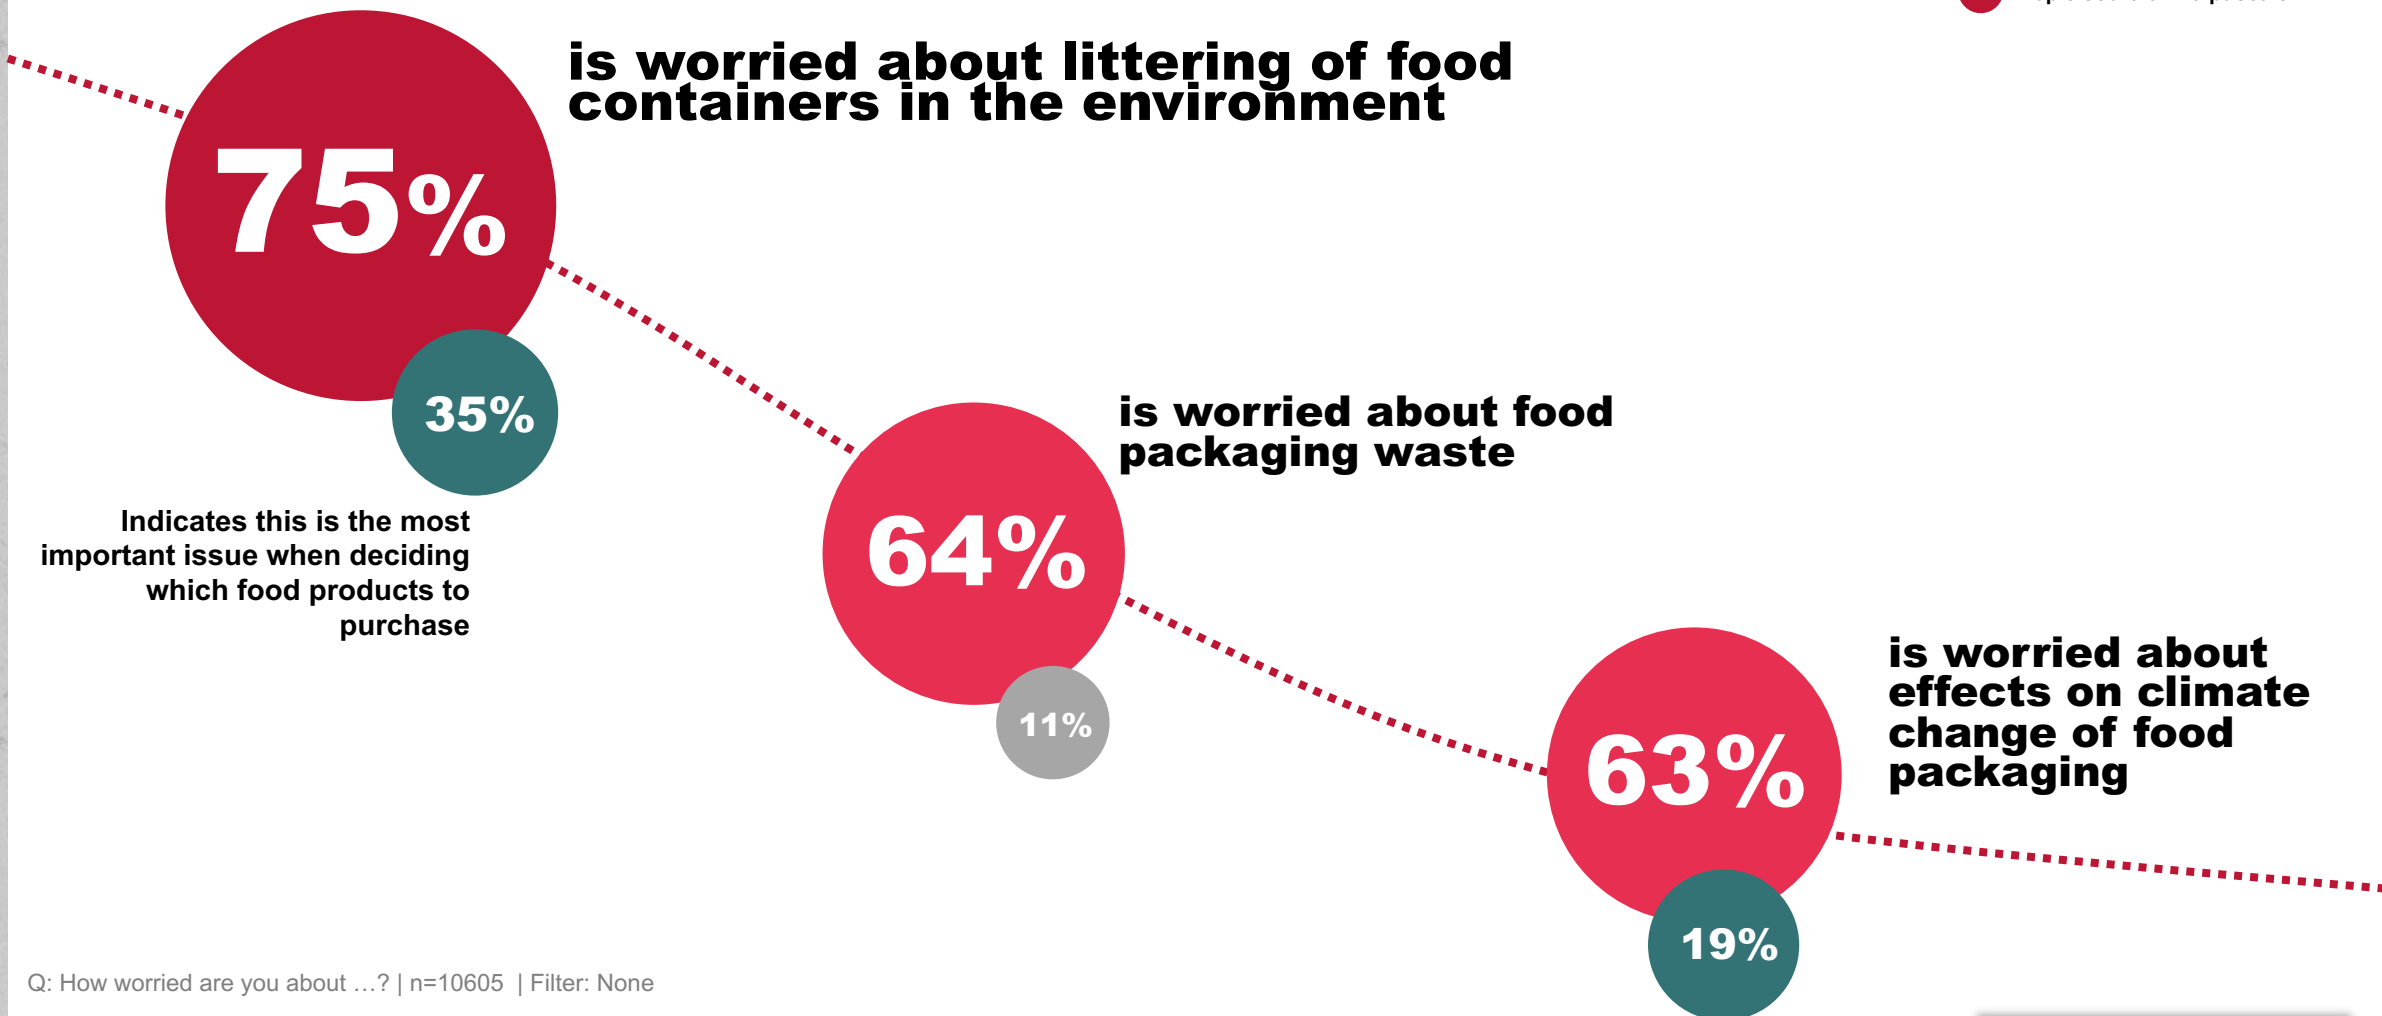 is worried about littering of food
containers in the environment
75%
35%
Indicates this is the most
important issue when deciding
which food products to
purchase
is worried about food
packaging waste
64%
11%
is worried about
effects on climate
change of food
packaging
63%
19%
Q: How worried are you about …? | n=10605 | Filter: None